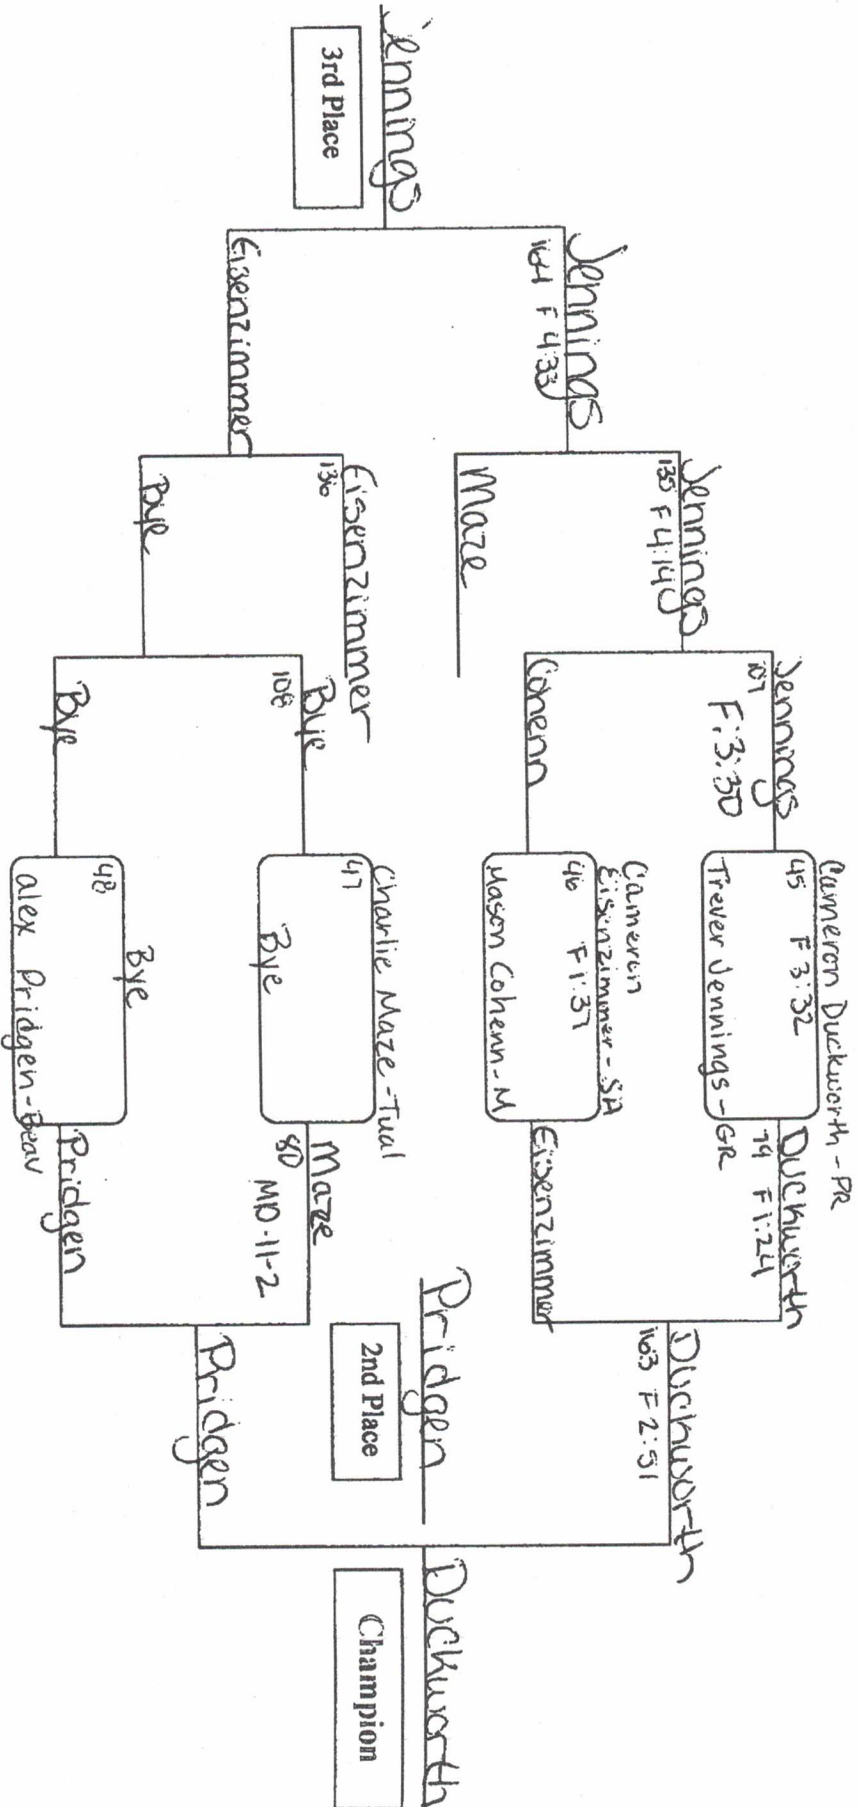 Cameron Duckworth - PR
45 F 3:32
Trever Jennings - GR
Cameron
Eisenzimmer - SH
46 F 1:37
Mason Cohenn - M
Charlie Maze - Tual
47
Bye
Bye
48
alex Pridgen - Beav
Duckworth
79 F 1:24
Eisenzimmer
Maze
80 MD-11-2
Pridgen
Duckworth
163 F 2:51
Pridgen
Pridgen
2nd Place
Duckworth
Champion
Jennings
107
F:3:30
Cohenn
Bye
108
Bye
Jennings
135 F 4:14
Maze
Eisenzimmer
136
Bye
Jennings
164 F 4:33
Eisenzimmer
Jennings
3rd Place